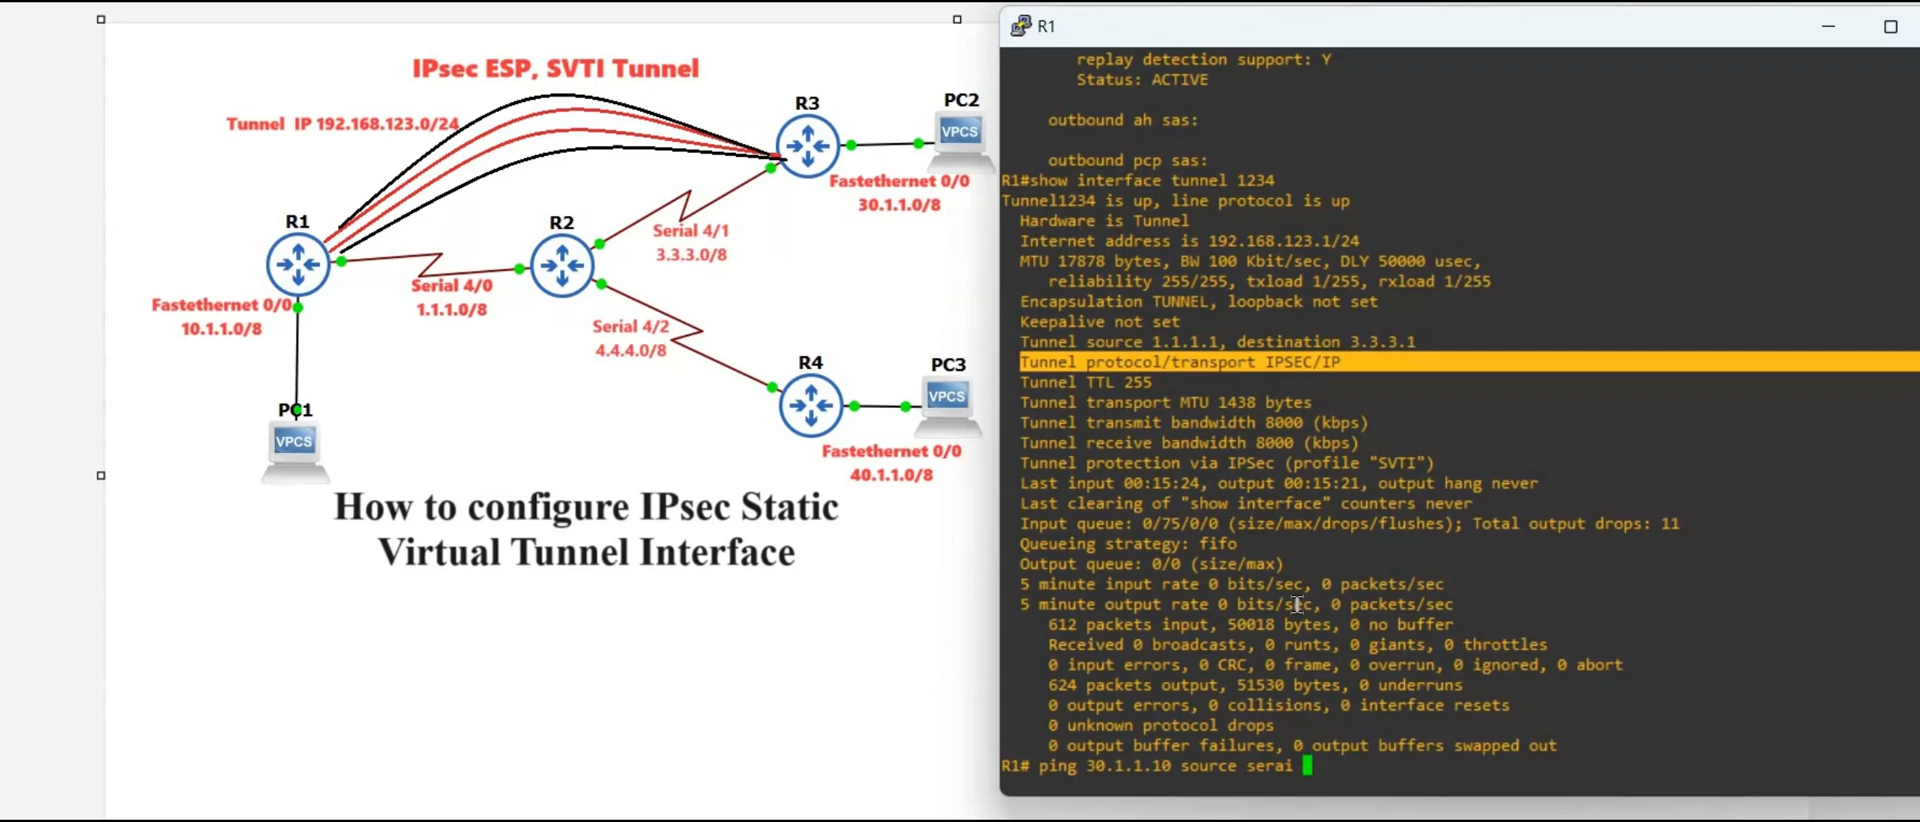 IPsec ESP, SVTI Tunnel
Tunnel IP 192.168.123.0/24
R3
PC2
VPCS
Fastethernet 0/0
30.1.1.0/8
R1
R2
Serial 4/1
3.3.3.0/8
Serial 4/0
1.1.1.0/8
Fastethernet 0/0
10.1.1.0/8
Serial 4/2
4.4.4.0/8
R4
PC3
VPCS
PC1
VPCS
Fastethernet 0/0
40.1.1.0/8
How to configure IPsec Static
Virtual Tunnel Interface
R1
replay detection support: Y
Status: ACTIVE
outbound ah sas:
outbound pcp sas:
R1#show interface tunnel 1234
Tunnel1234 is up, line protocol is up
Hardware is Tunnel
Internet address is 192.168.123.1/24
MTU 17878 bytes, BW 100 Kbit/sec, DLY 50000 usec,
reliability 255/255, txload 1/255, rxload 1/255
Encapsulation TUNNEL, loopback not set
Keepalive not set
Tunnel source 1.1.1.1, destination 3.3.3.1
Tunnel protocol/transport IPSEC/IP
Tunnel TTL 255
Tunnel transport MTU 1438 bytes
Tunnel transmit bandwidth 8000 (kbps)
Tunnel receive bandwidth 8000 (kbps)
Tunnel protection via IPSec (profile "SVTI")
Last input 00:15:24, output 00:15:21, output hang never
Last clearing of "show interface" counters never
Input queue: 0/75/0/0 (size/max/drops/flushes); Total output drops: 11
Queueing strategy: fifo
Output queue: 0/0 (size/max)
5 minute input rate 0 bits/sec, 0 packets/sec
5 minute output rate 0 bits/sec, 0 packets/sec
612 packets input, 50018 bytes, 0 no buffer
Received 0 broadcasts, 0 runts, 0 giants, 0 throttles
0 input errors, 0 CRC, 0 frame, 0 overrun, 0 ignored, 0 abort
624 packets output, 51530 bytes, 0 underruns
0 output errors, 0 collisions, 0 interface resets
0 unknown protocol drops
0 output buffer failures, 0 output buffers swapped out
R1# ping 30.1.1.10 source serai